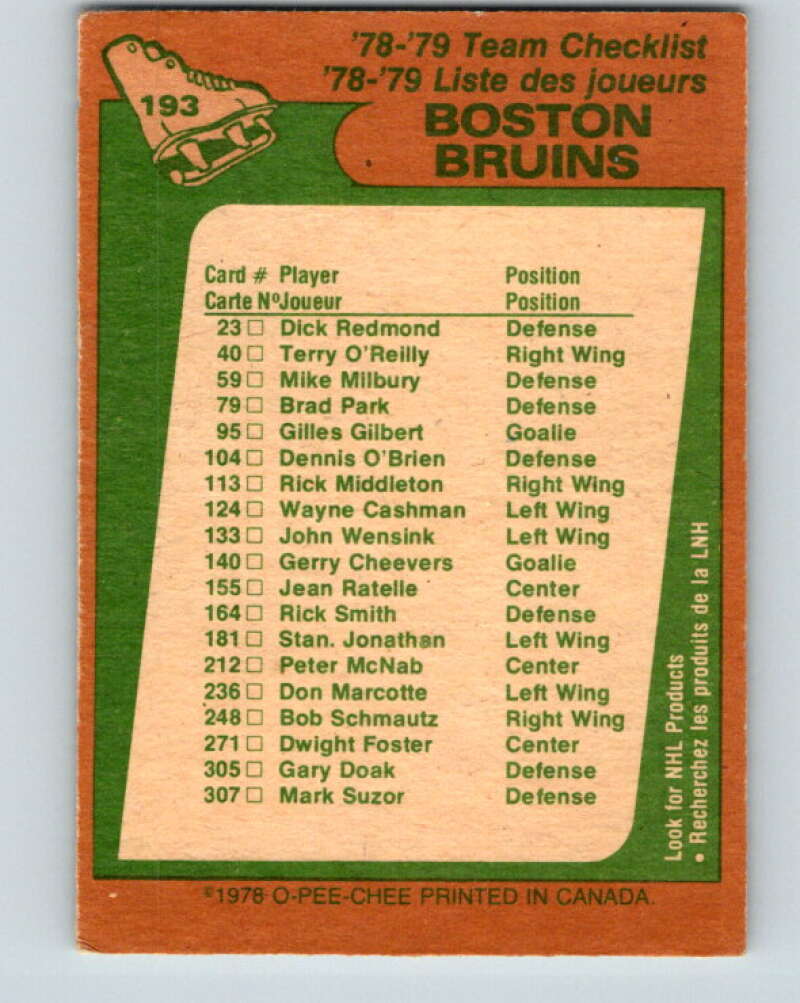 193
'78-'79 Team Checklist
'78-'79 Liste des joueurs
BOSTON
BRUINS
Card # Player Position
Carte Nº Joueur Position
23 □ Dick Redmond Defense
40 □ Terry O'Reilly Right Wing
59 □ Mike Milbury Defense
79 □ Brad Park Defense
95 □ Gilles Gilbert Goalie
104 □ Dennis O'Brien Defense
113 □ Rick Middleton Right Wing
124 □ Wayne Cashman Left Wing
133 □ John Wensink Left Wing
140 □ Gerry Cheevers Goalie
155 □ Jean Ratelle Center
164 □ Rick Smith Defense
181 □ Stan. Jonathan Left Wing
212 □ Peter McNab Center
236 □ Don Marcotte Left Wing
248 □ Bob Schmautz Right Wing
271 □ Dwight Foster Center
305 □ Gary Doak Defense
307 □ Mark Suzor Defense
Look for NHL Products
• Recherchez les produits de la LNH
©1978 O-PEE-CHEE PRINTED IN CANADA.